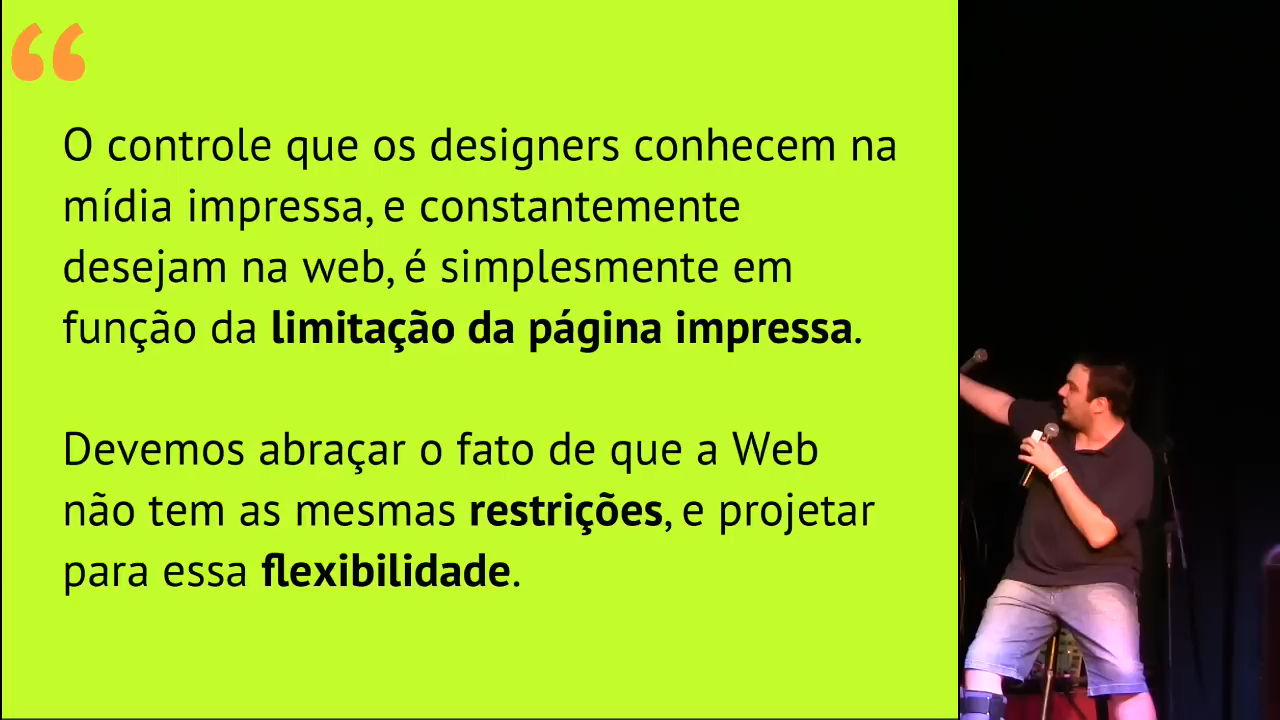 “
O controle que os designers conhecem na
mídia impressa, e constantemente
desejam na web, é simplesmente em
função da limitação da página impressa.
Devemos abraçar o fato de que a Web
não tem as mesmas restrições, e projetar
para essa flexibilidade.